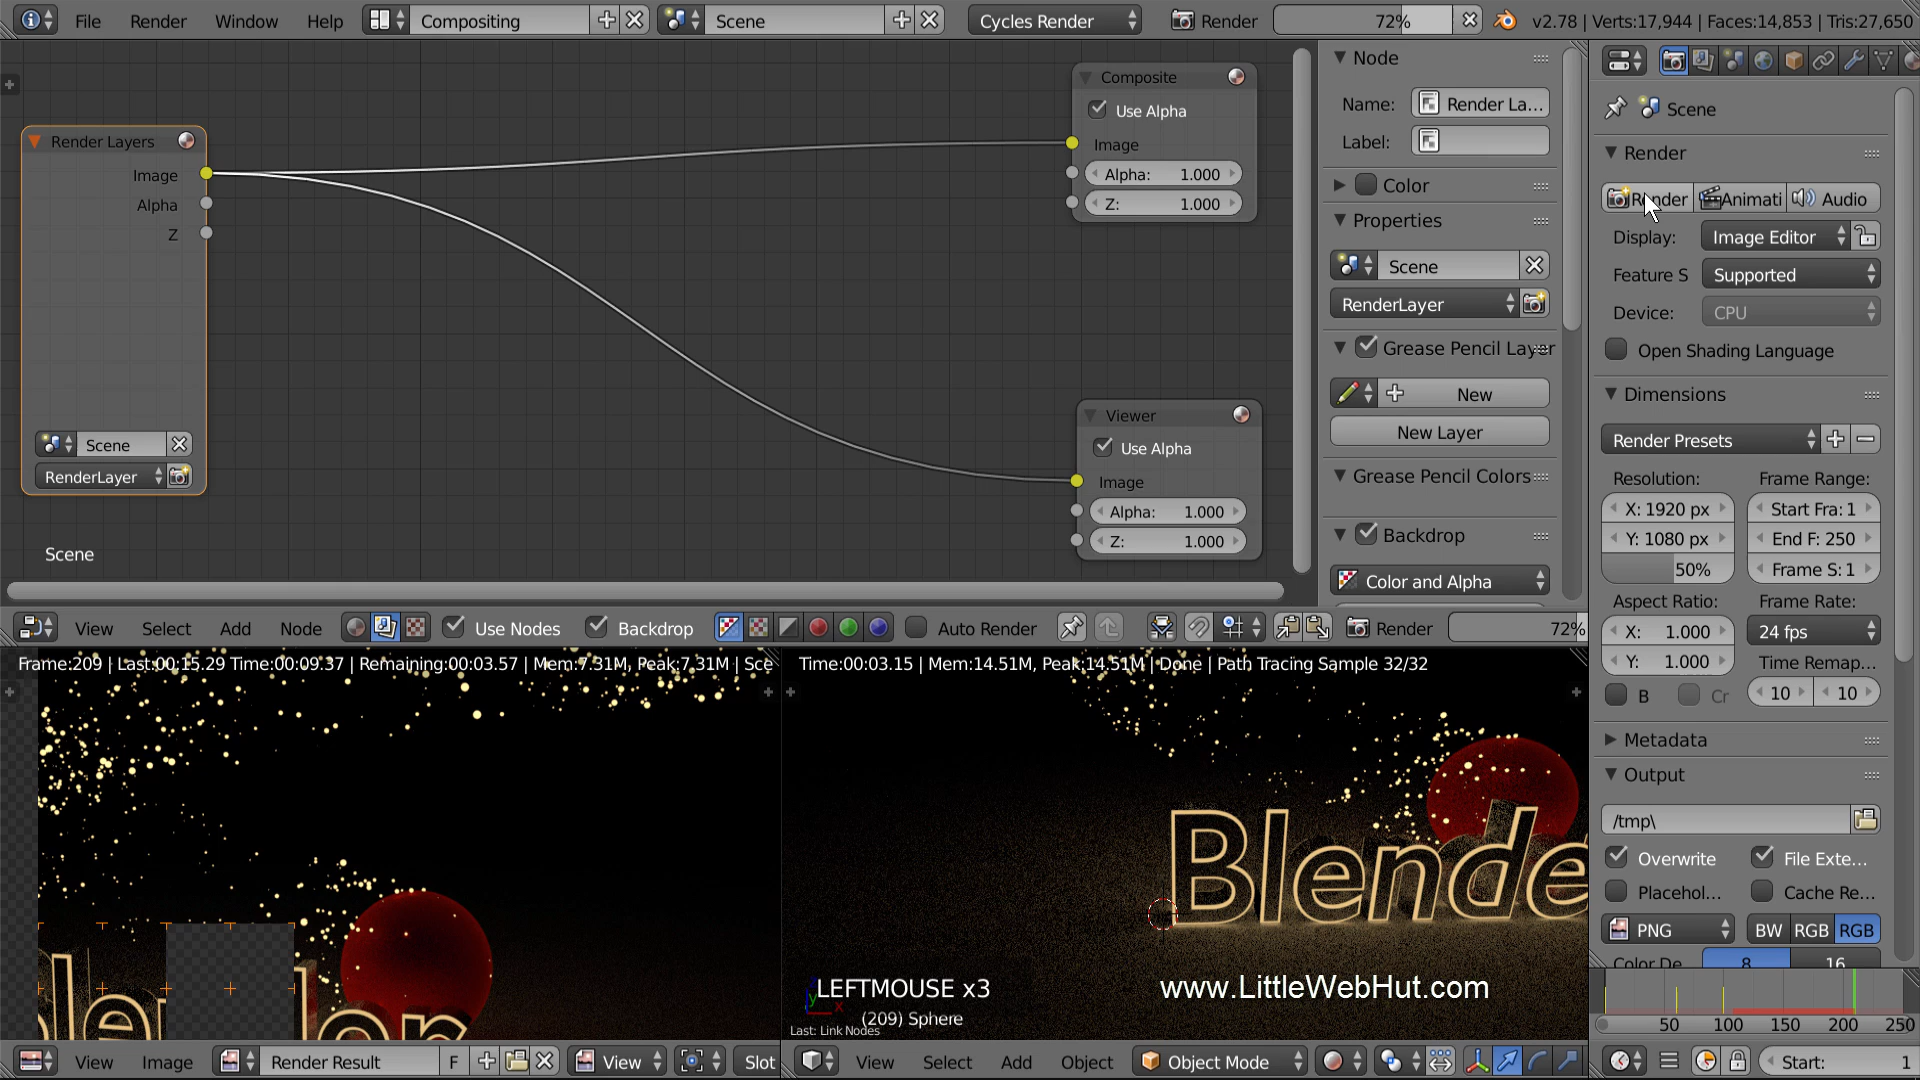 File Render Window Help Compositing Scene Cycles Render Render 72% v2.78 | Verts:17,944 | Faces:14,853 | Tris:27,650
Render Layers
Image
Alpha
Z
Scene
RenderLayer
Scene
Composite
Use Alpha
Image
Alpha: 1.000
Z: 1.000
Viewer
Use Alpha
Image
Alpha: 1.000
Z: 1.000
Node
Name: Render La...
Label:
Color
Properties
Scene
RenderLayer
Grease Pencil Layer
New
New Layer
Grease Pencil Colors
Backdrop
Color and Alpha
View Select Add Node Use Nodes Backdrop Auto Render Render 72%
Frame:209 | Last:00:15.29 Time:00:09.37 | Remaining:00:03.57 | Mem:7.31M, Peak:7.31M | Sce
Time:00:03.15 | Mem:14.51M, Peak:14.51M | Done | Path Tracing Sample 32/32
Blende
LEFTMOUSE x3
www.LittleWebHut.com
(209) Sphere
Last: Link Nodes
View Image Render Result F View Slot
View Select Add Object Object Mode
Scene
Render
Render Animati Audio
Display: Image Editor
Feature S Supported
Device: CPU
Open Shading Language
Dimensions
Render Presets
Resolution: Frame Range:
X: 1920 px Start Fra: 1
Y: 1080 px End F: 250
50% Frame S: 1
Aspect Ratio: Frame Rate:
X: 1.000 24 fps
Y: 1.000 Time Remap...
B Cr 10 10
Metadata
Output
/tmp\
Overwrite File Exte...
Placehol... Cache Re...
PNG BW RGB RGB
Color De 8 16
50 100 150 200 250
Start: 1